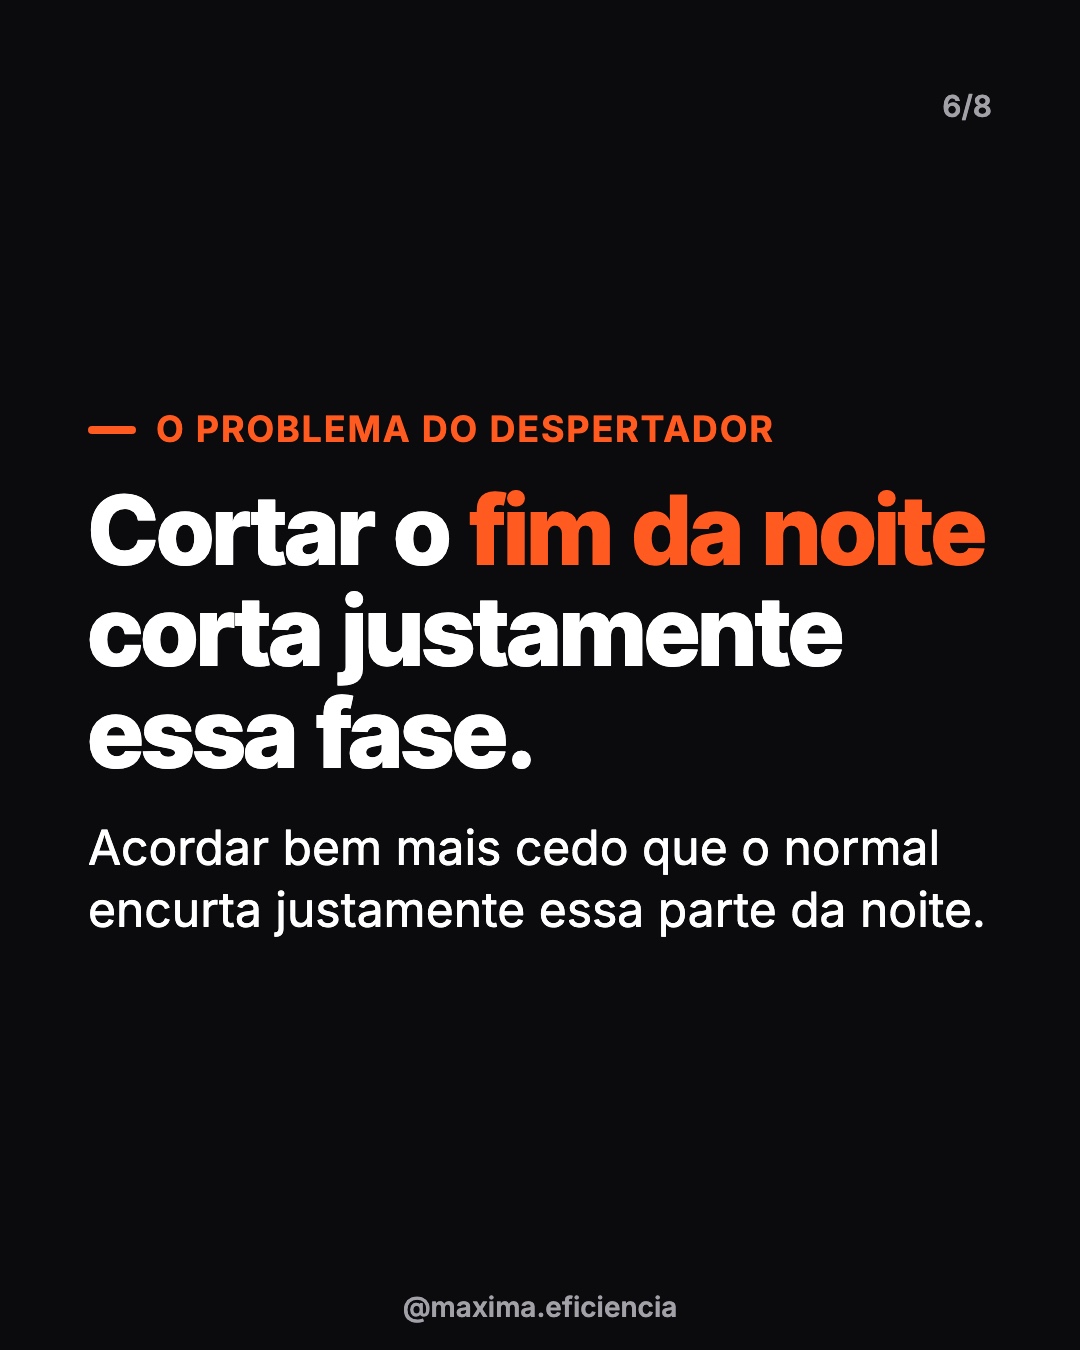 6/8
O PROBLEMA DO DESPERTADOR
Cortar o fim da noite
corta justamente
essa fase.
Acordar bem mais cedo que o normal
encurta justamente essa parte da noite.
@maxima.eficiencia